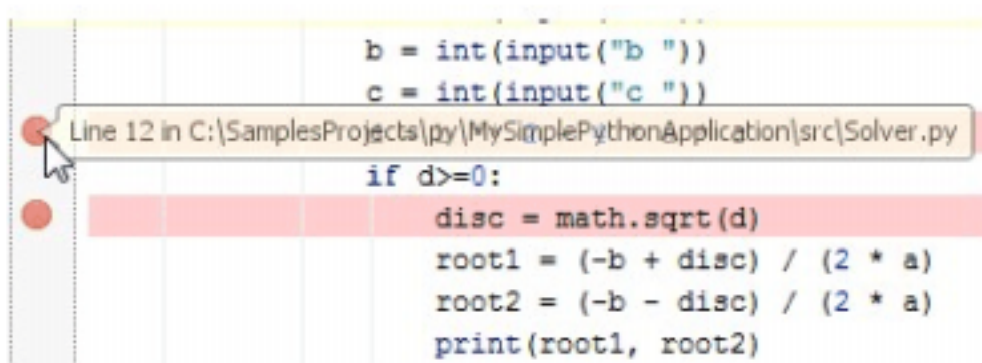 b = int(input("b "))
c = int(input("c "))
Line 12 in C:\SamplesProjects\py\MySimplePythonApplication\src\Solver.py
if d>=0:
disc = math.sqrt(d)
root1 = (-b + disc) / (2 * a)
root2 = (-b - disc) / (2 * a)
print(root1, root2)